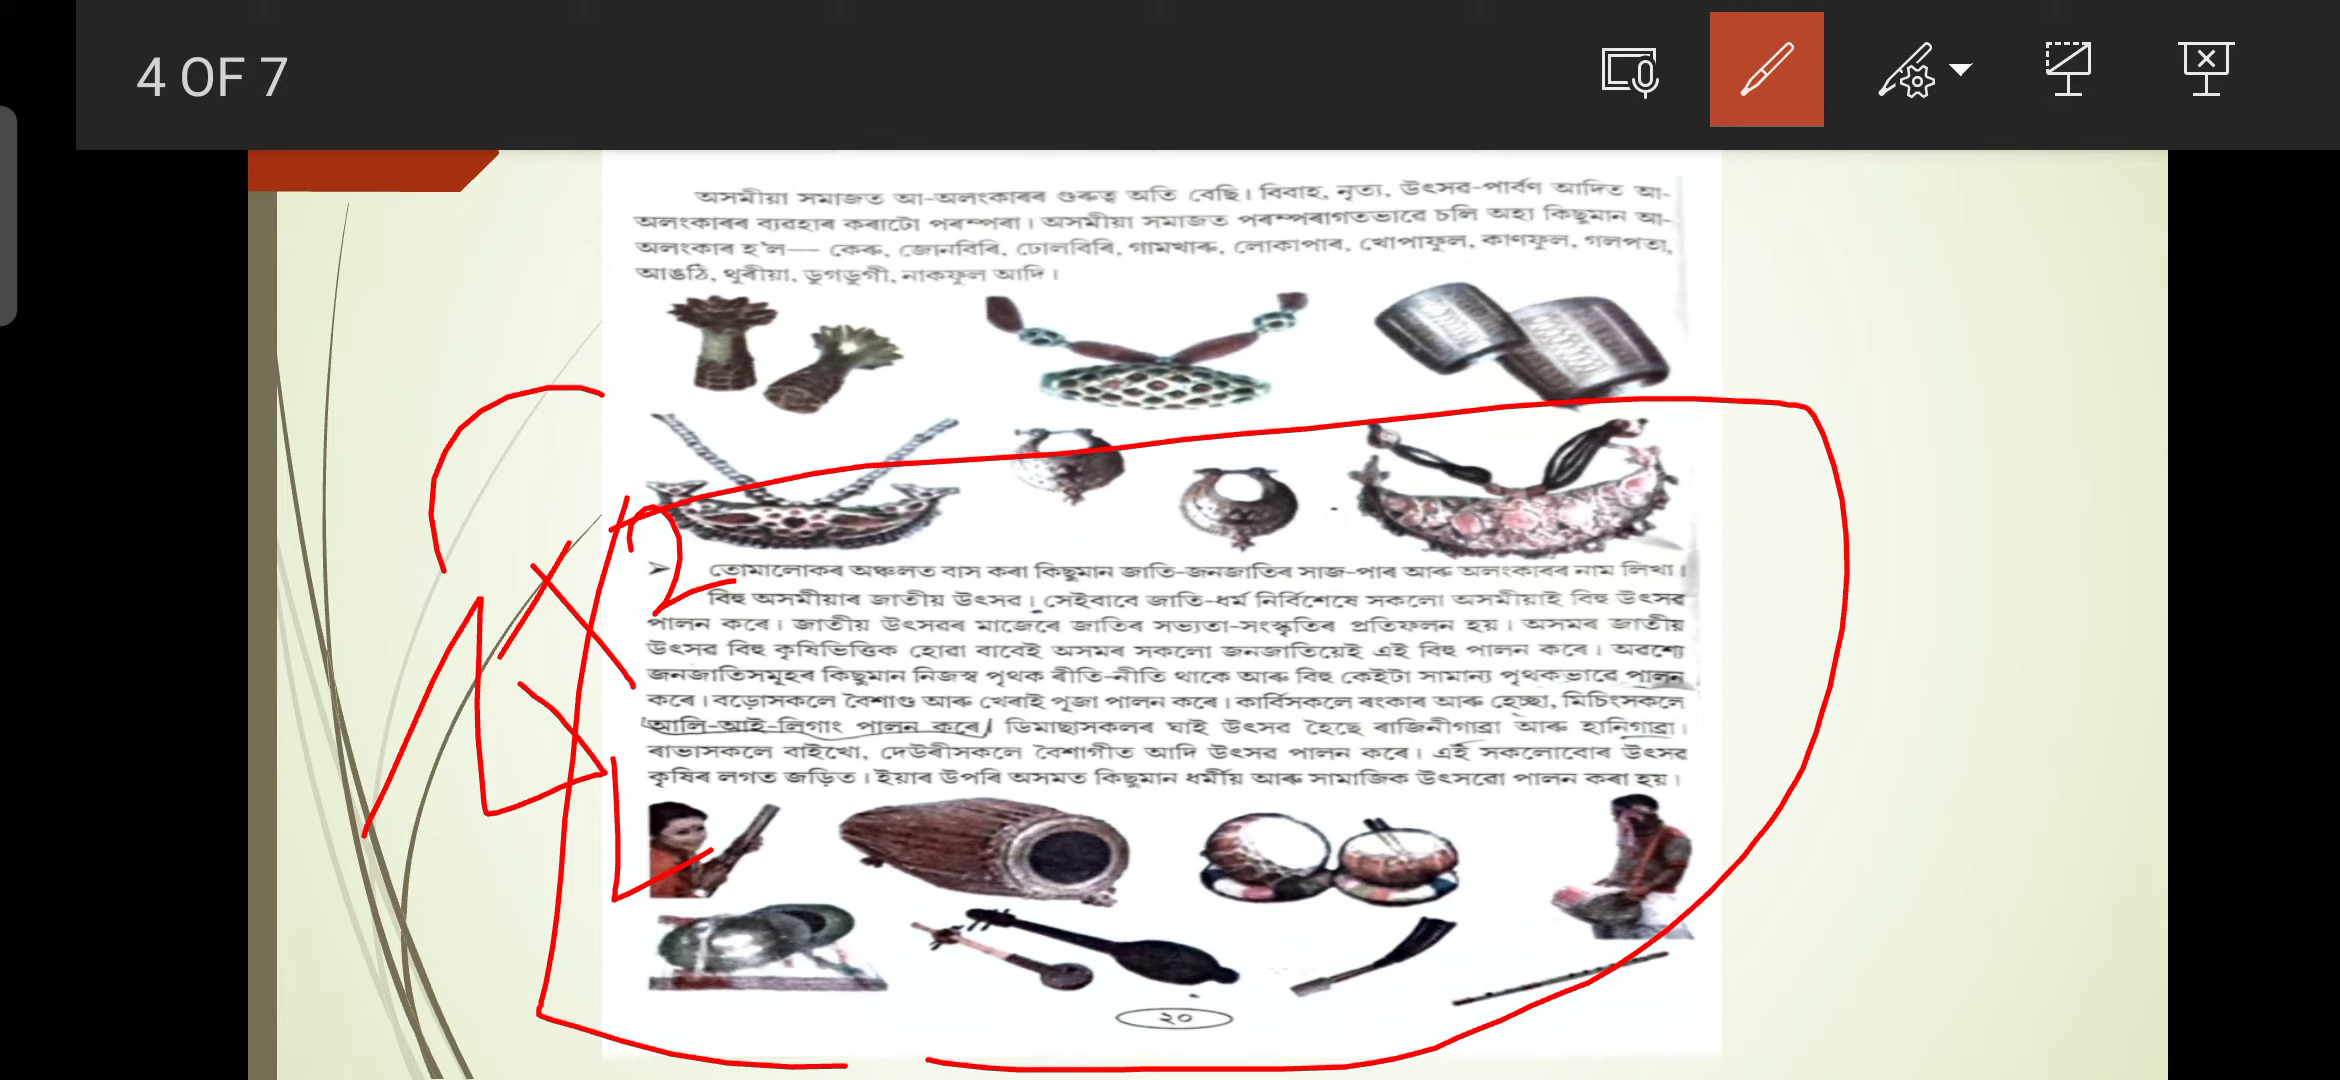 4 OF 7
অসমীয়া সমাজত আ-অলংকাৰৰ গুৰুত্ব অতি বেছি। বিবাহ, নৃত্য, উৎসৱ-পাৰ্বণ আদিত আ-
অলংকাৰৰ ব্যৱহাৰ কৰাটো পৰম্পৰা। অসমীয়া সমাজত পৰম্পৰাগতভাৱে চলি অহা কিছুমান আ-
অলংকাৰ হ'ল— কেৰু, জোনবিৰি, ঢোলবিৰি, গামখাৰু, লোকাপাৰ, খোপাফুল, কাণফুল, গলপতা,
আঙঠি, থুৰীয়া, ডুগডুগী, নাকফুল আদি।
➤ তোমালোকৰ অঞ্চলত বাস কৰা কিছুমান জাতি-জনজাতিৰ সাজ-পাৰ আৰু অলংকাৰৰ নাম লিখা।
বিহু অসমীয়াৰ জাতীয় উৎসৱ। সেইবাবে জাতি-ধৰ্ম নিৰ্বিশেষে সকলো অসমীয়াই বিহু উৎসৱ
পালন কৰে। জাতীয় উৎসৱৰ মাজেৰে জাতিৰ সভ্যতা-সংস্কৃতিৰ প্ৰতিফলন হয়। অসমৰ জাতীয়
উৎসৱ বিহু কৃষিভিত্তিক হোৱা বাবেই অসমৰ সকলো জনজাতিয়েই এই বিহু পালন কৰে। অৱশ্যে
জনজাতিসমূহৰ কিছুমান নিজস্ব পৃথক ৰীতি-নীতি থাকে আৰু বিহু কেইটা সামান্য পৃথকভাৱে পালন
কৰে। বড়োসকলে বৈশাগু আৰু খেৰাই পূজা পালন কৰে। কাৰ্বিসকলে ৰংকাৰ আৰু হেচ্ছা, মিচিংসকলে
আলি-আই-লিগাং পালন কৰে। ডিমাছাসকলৰ ঘাই উৎসৱ হৈছে ৰাজিনীগাব্ৰা আৰু হানিগাব্ৰা।
ৰাভাসকলে বাইখো, দেউৰীসকলে বৈশাগীত আদি উৎসৱ পালন কৰে। এই সকলোবোৰ উৎসৱ
কৃষিৰ লগত জড়িত। ইয়াৰ উপৰি অসমত কিছুমান ধৰ্মীয় আৰু সামাজিক উৎসৱো পালন কৰা হয়।
২০